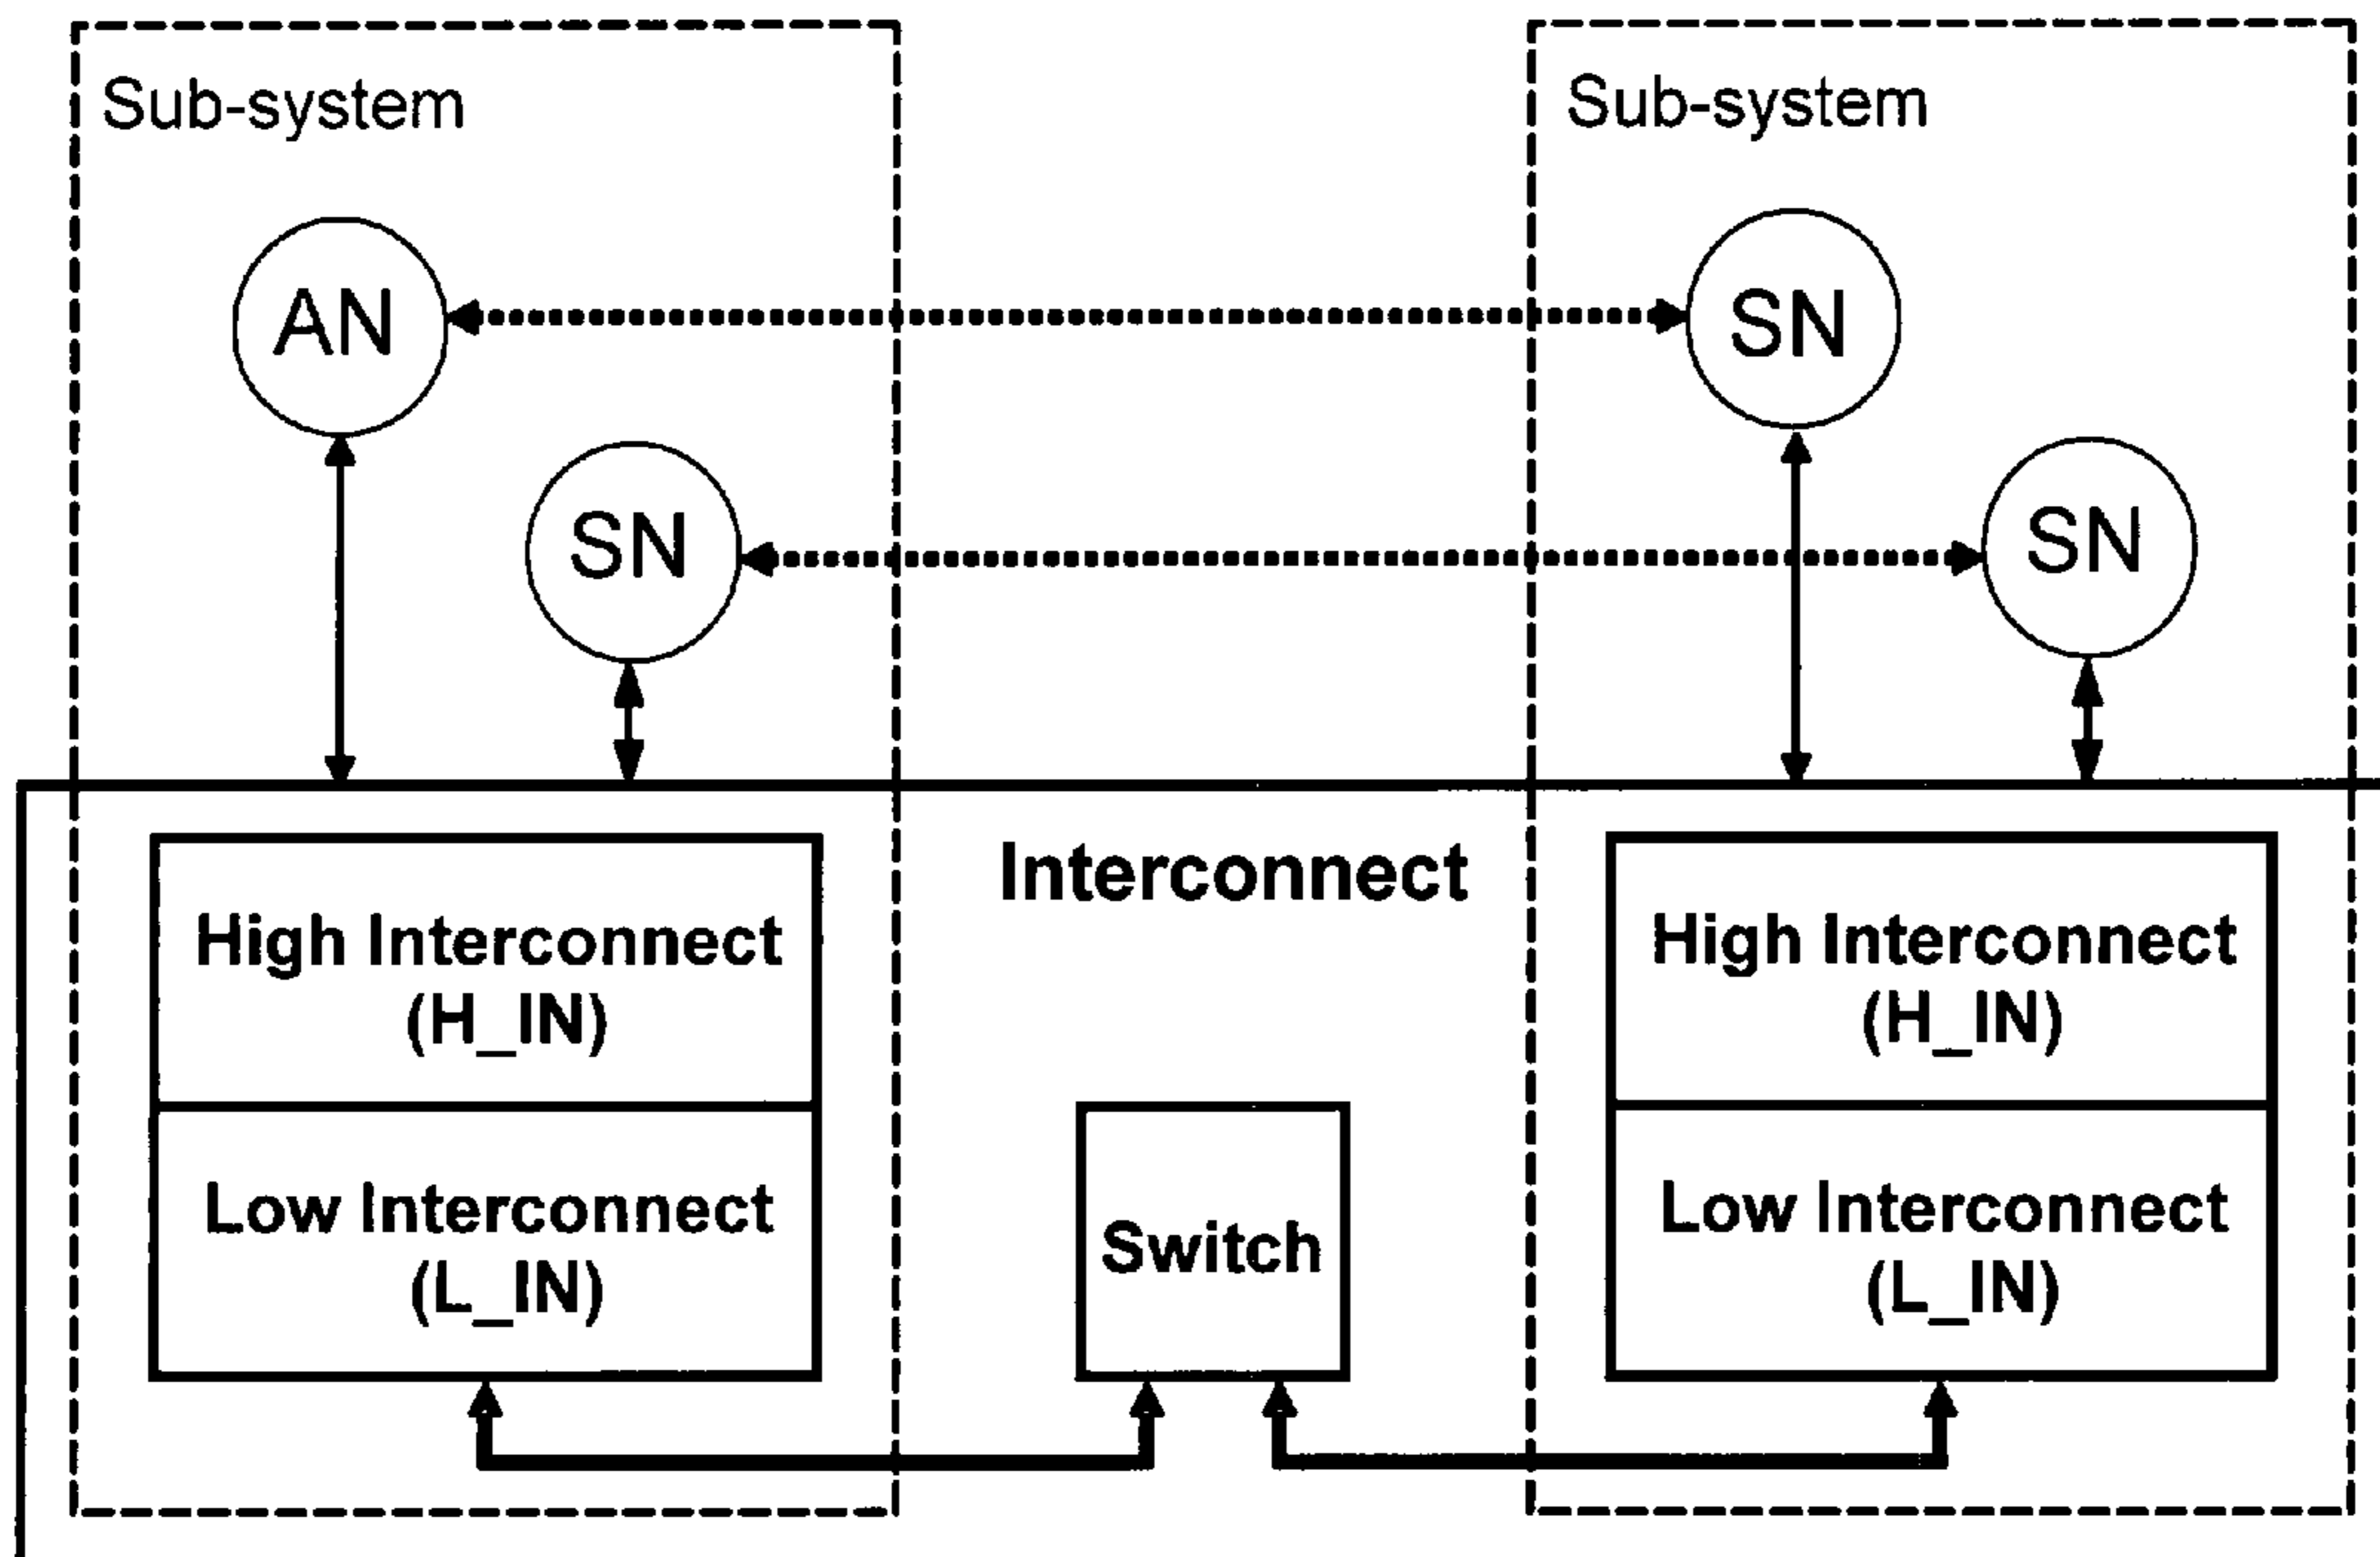 Sub-system
Sub-system
AN
SN
SN
SN
Interconnect
High Interconnect
(H_IN)
High Interconnect
(H_IN)
Low Interconnect
(L_IN)
Switch
Low Interconnect
(L_IN)